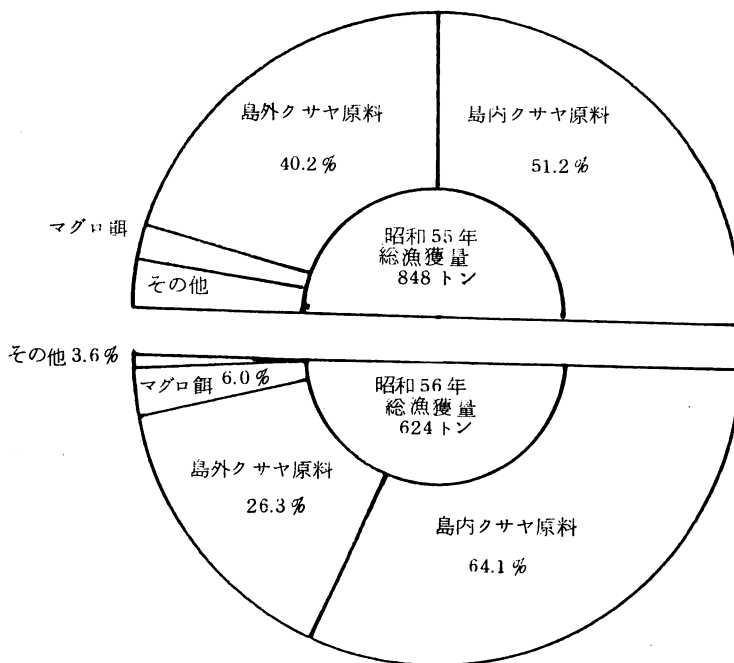 島外クサヤ原料
40.2%
島内クサヤ原料
51.2%
マグロ餌
その他
昭和55年
総漁獲量
848トン
その他 3.6%
マグロ餌 6.0%
昭和56年
総漁獲量
624トン
島外クサヤ原料
26.3%
島内クサヤ原料
64.1%